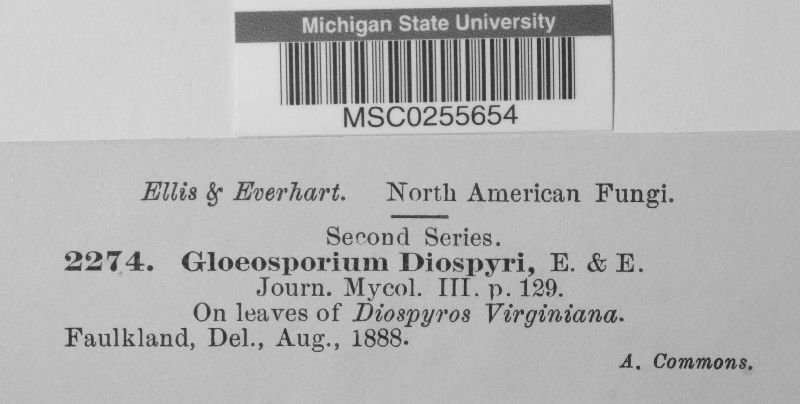 Michigan State University
MSC0255654
Ellis & Everhart. North American Fungi.
Second Series.
2274. Gloeosporium Diospyri, E. & E.
Journ. Mycol. III. p. 129.
On leaves of Diospyros Virginiana.
Faulkland, Del., Aug., 1888.
A. Commons.